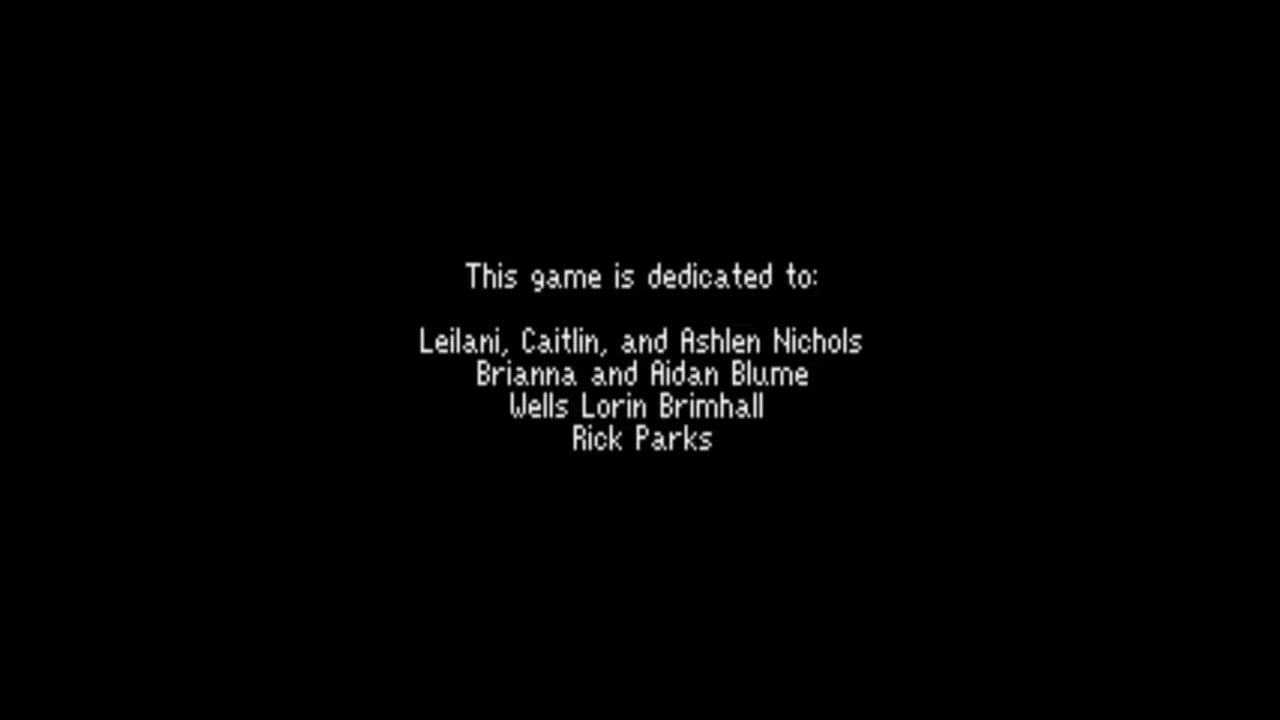 This game is dedicated to:
Leilani, Caitlin, and Ashlen Nichols
Brianna and Aidan Blume
Wells Lorin Brimhall
Rick Parks